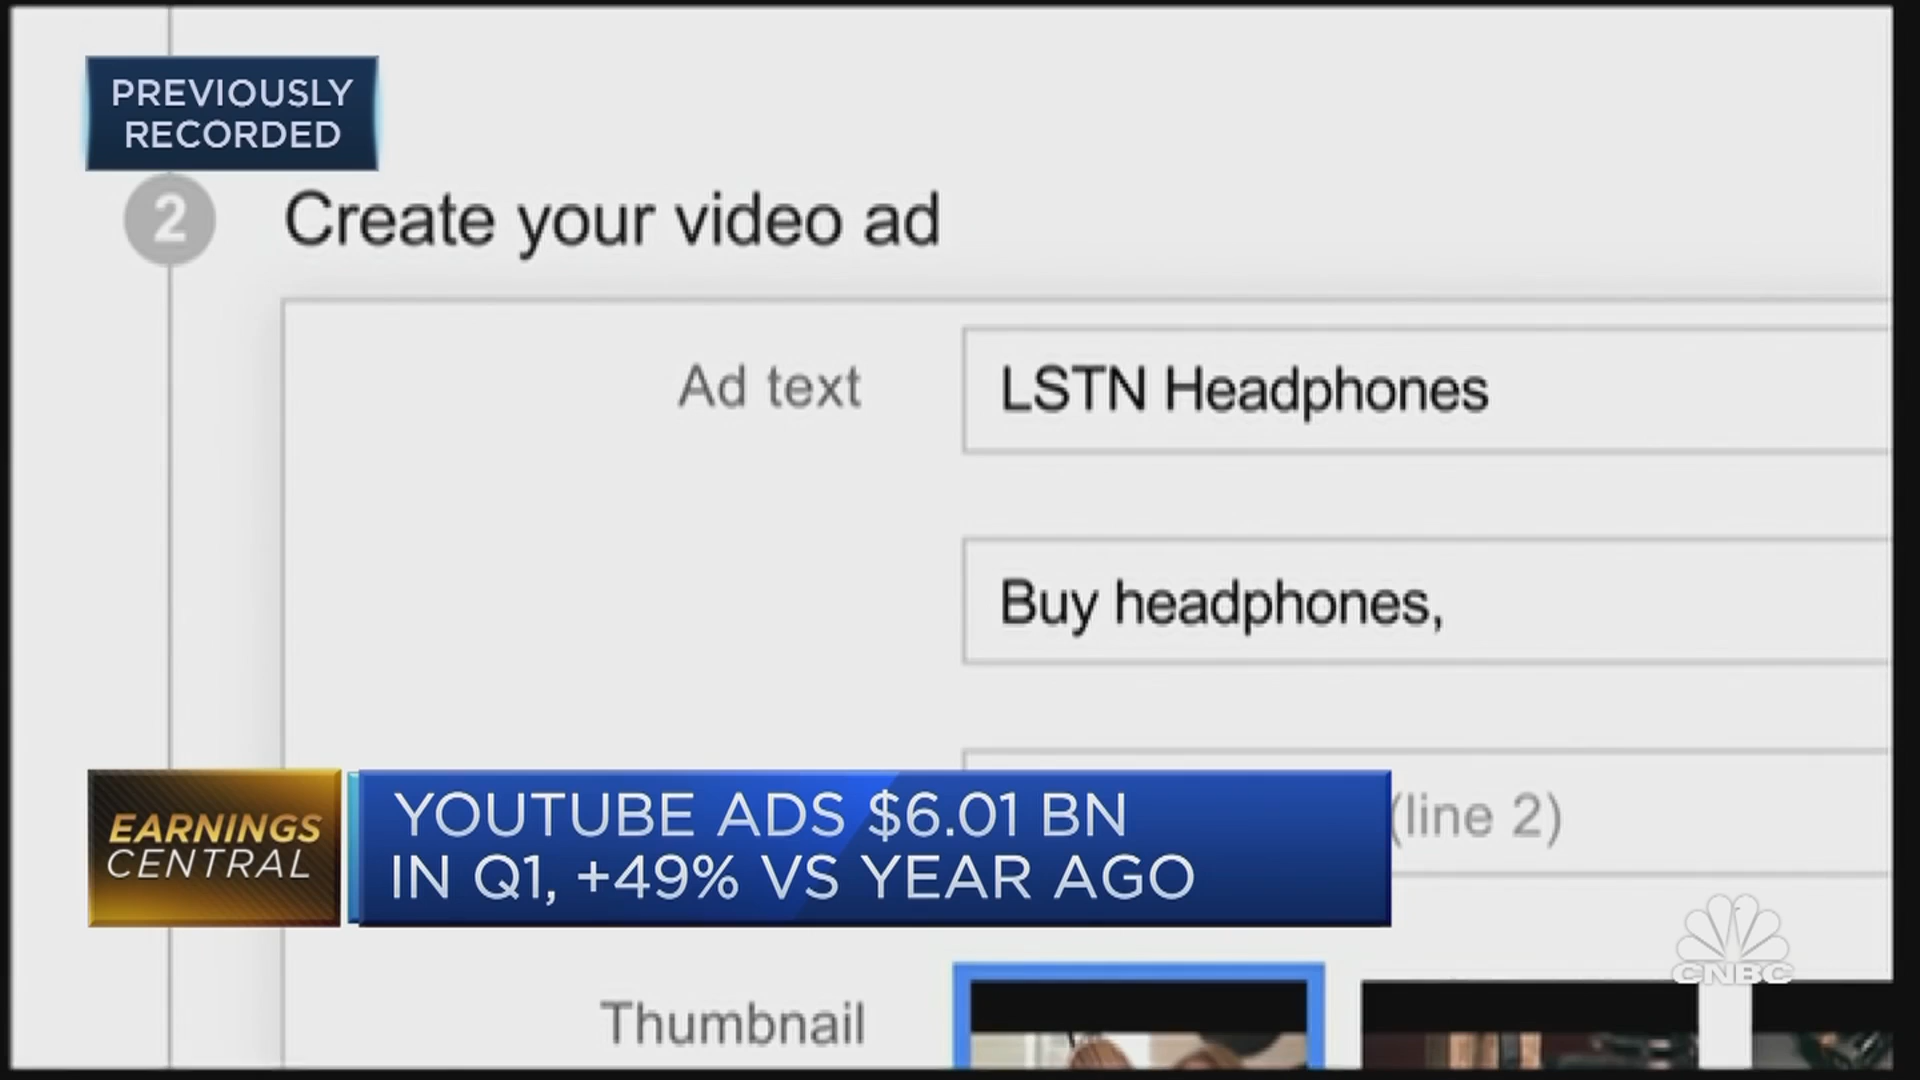 PREVIOUSLY
RECORDED
2
Create your video ad
Ad text
LSTN Headphones
Buy headphones,
(line 2)
EARNINGS
CENTRAL
YOUTUBE ADS $6.01 BN
IN Q1, +49% VS YEAR AGO
Thumbnail
CNBC